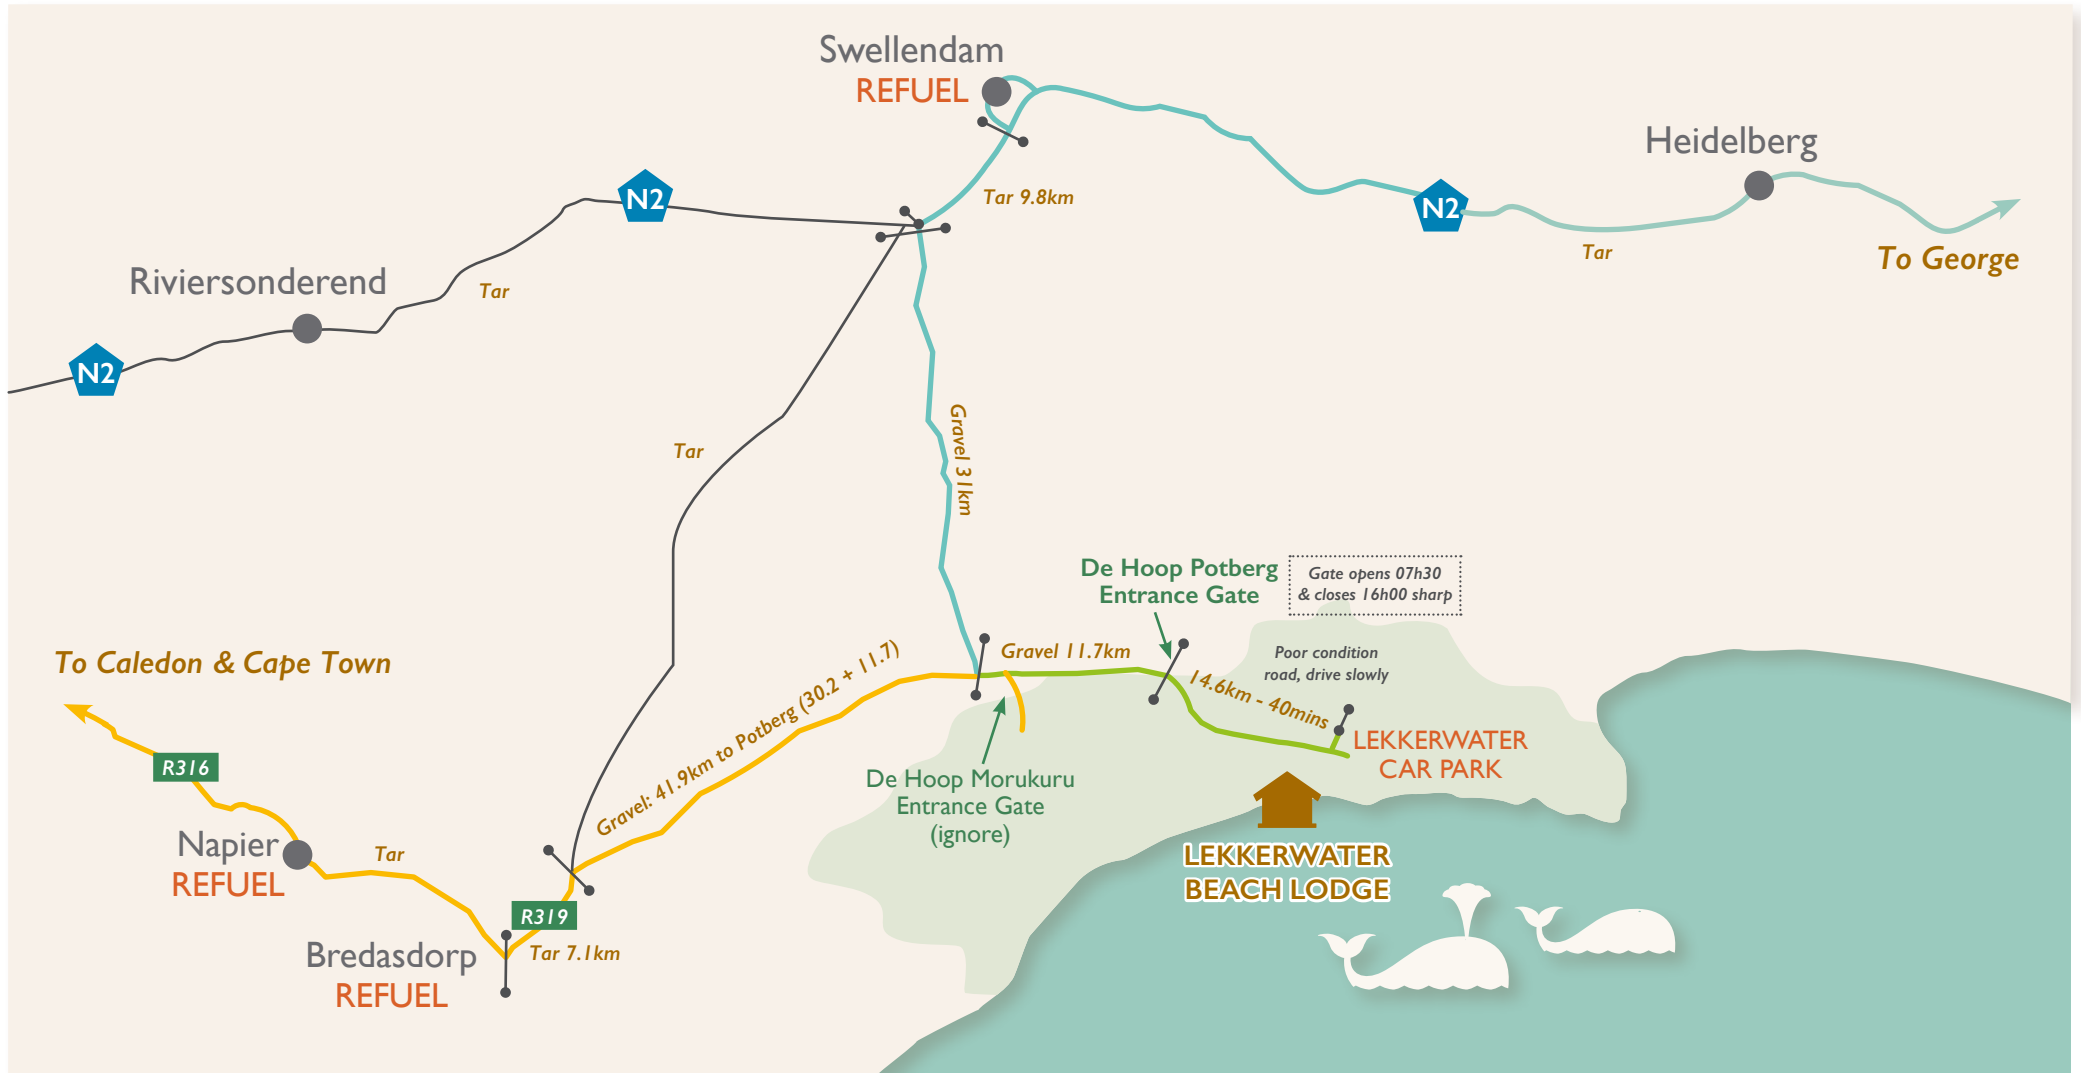 Swellendam
REFUEL
Heidelberg
N2
Tar 9.8km
N2
Tar
To George
Riviersonderend
Tar
N2
Gravel 31km
Tar
De Hoop Potberg
Entrance Gate
Gate opens 07h30
& closes 16h00 sharp
To Caledon & Cape Town
Gravel 11.7km
Poor condition
road, drive slowly
Gravel: 41.9km to Potberg (30.2 + 11.7)
14.6km - 40mins
LEKKERWATER
CAR PARK
R316
De Hoop Morukuru
Entrance Gate
(ignore)
Napier
REFUEL
Tar
LEKKERWATER
BEACH LODGE
R319
Bredasdorp
REFUEL
Tar 7.1km